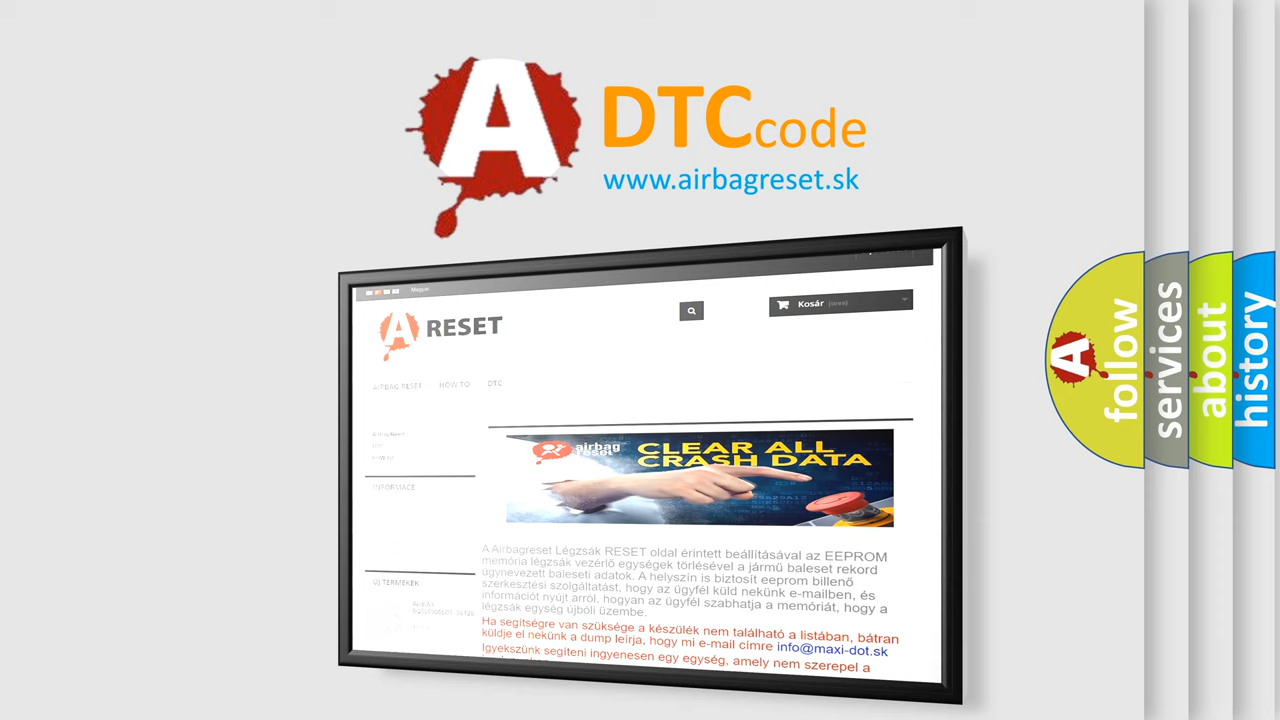 A DTC code
www.airbagreset.sk
Magyar
A RESET
Kosár (üres)
AIRBAG RESET HOW TO DTC
INFORMACE
ÚJ TERMÉKEK
airbag
reset
CLEAR ALL
CRASH DATA
A Airbagreset Légzsák RESET oldal érintett beállításával az EEPROM
memória légzsák vezérlő egységek törlésével a jármű baleset rekord
úgynevezett baleseti adatok. A helyszín is biztosít eeprom billenő
szerkesztési szolgáltatást, hogy az ügyfél küld nekünk e-mailben, és
információt nyújt arról, hogyan az ügyfél szabhatja a memóriát, hogy a
légzsák egység újbóli üzembe.
Ha segítségre van szüksége a készülék nem található a listában, bátran
küldje el nekünk a dump leírja, hogy mi e-mail címre info@maxi-dot.sk
Igyekszünk segíteni ingyenesen egy egység, amely nem szerepel a
A follow
services
about
history